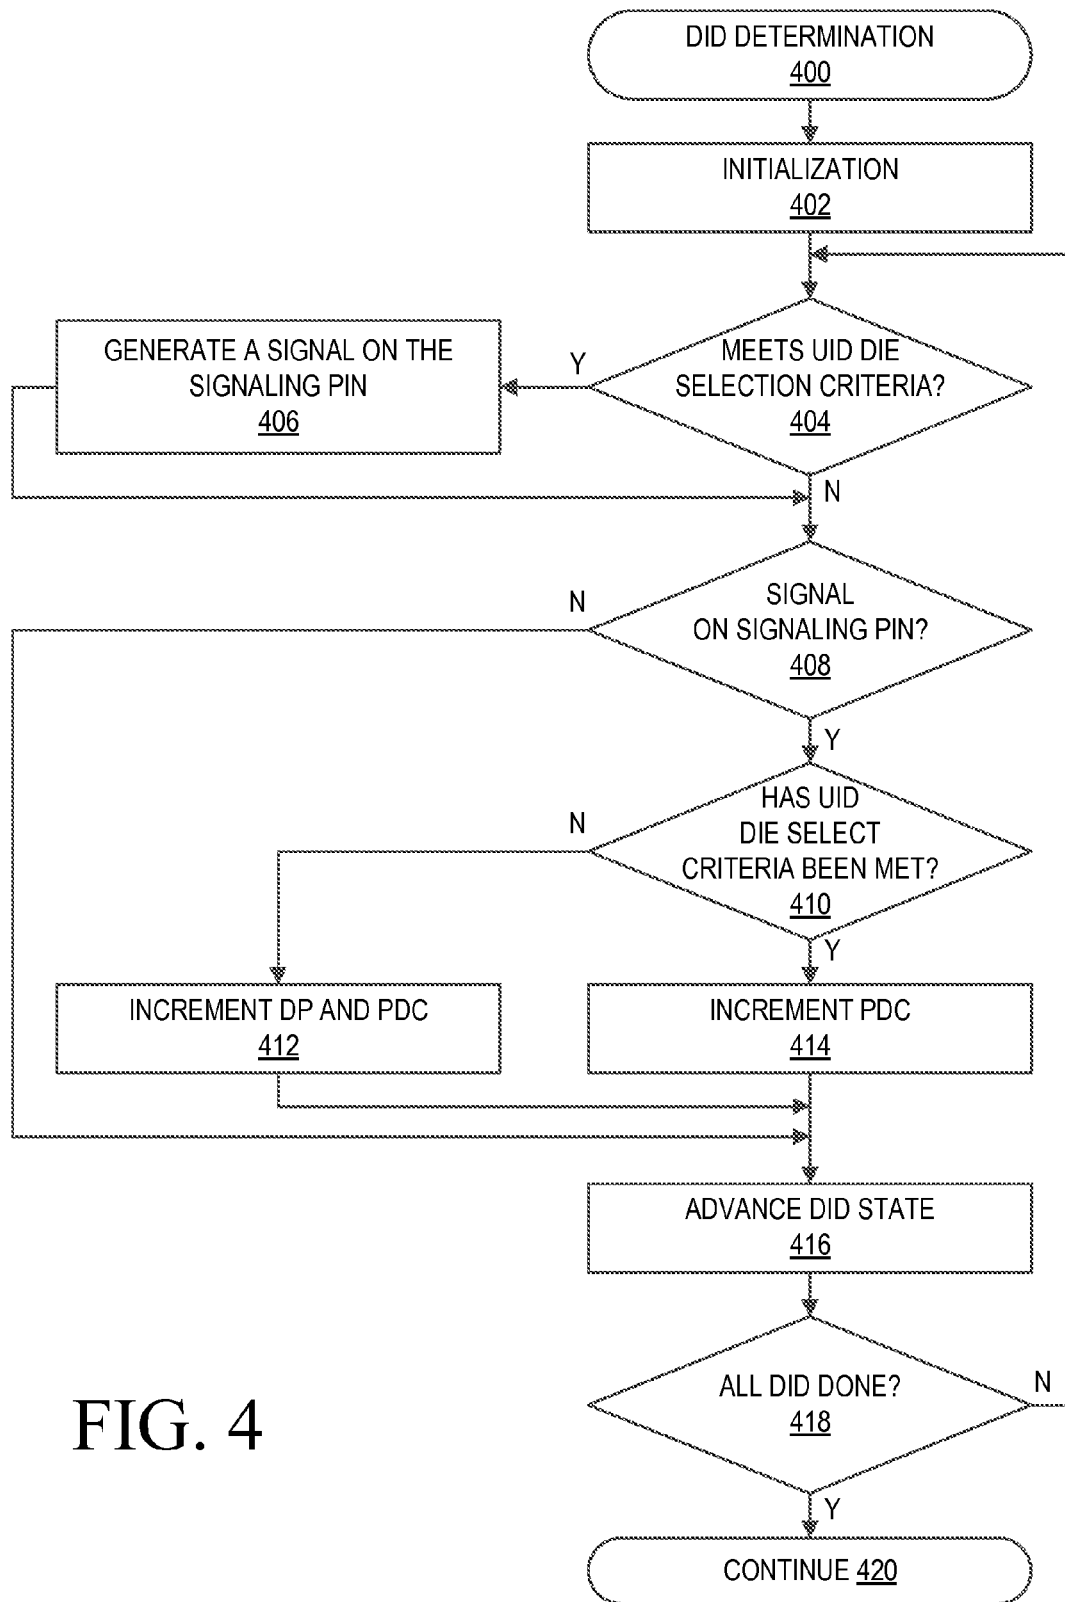 DID DETERMINATION
400
INITIALIZATION
402
MEETS UID DIE
SELECTION CRITERIA?
404
Y
GENERATE A SIGNAL ON THE
SIGNALING PIN
406
N
SIGNAL
ON SIGNALING PIN?
408
N
Y
HAS UID
DIE SELECT
CRITERIA BEEN MET?
410
N
Y
INCREMENT DP AND PDC
412
INCREMENT PDC
414
ADVANCE DID STATE
416
ALL DID DONE?
418
N
Y
CONTINUE 420
FIG. 4